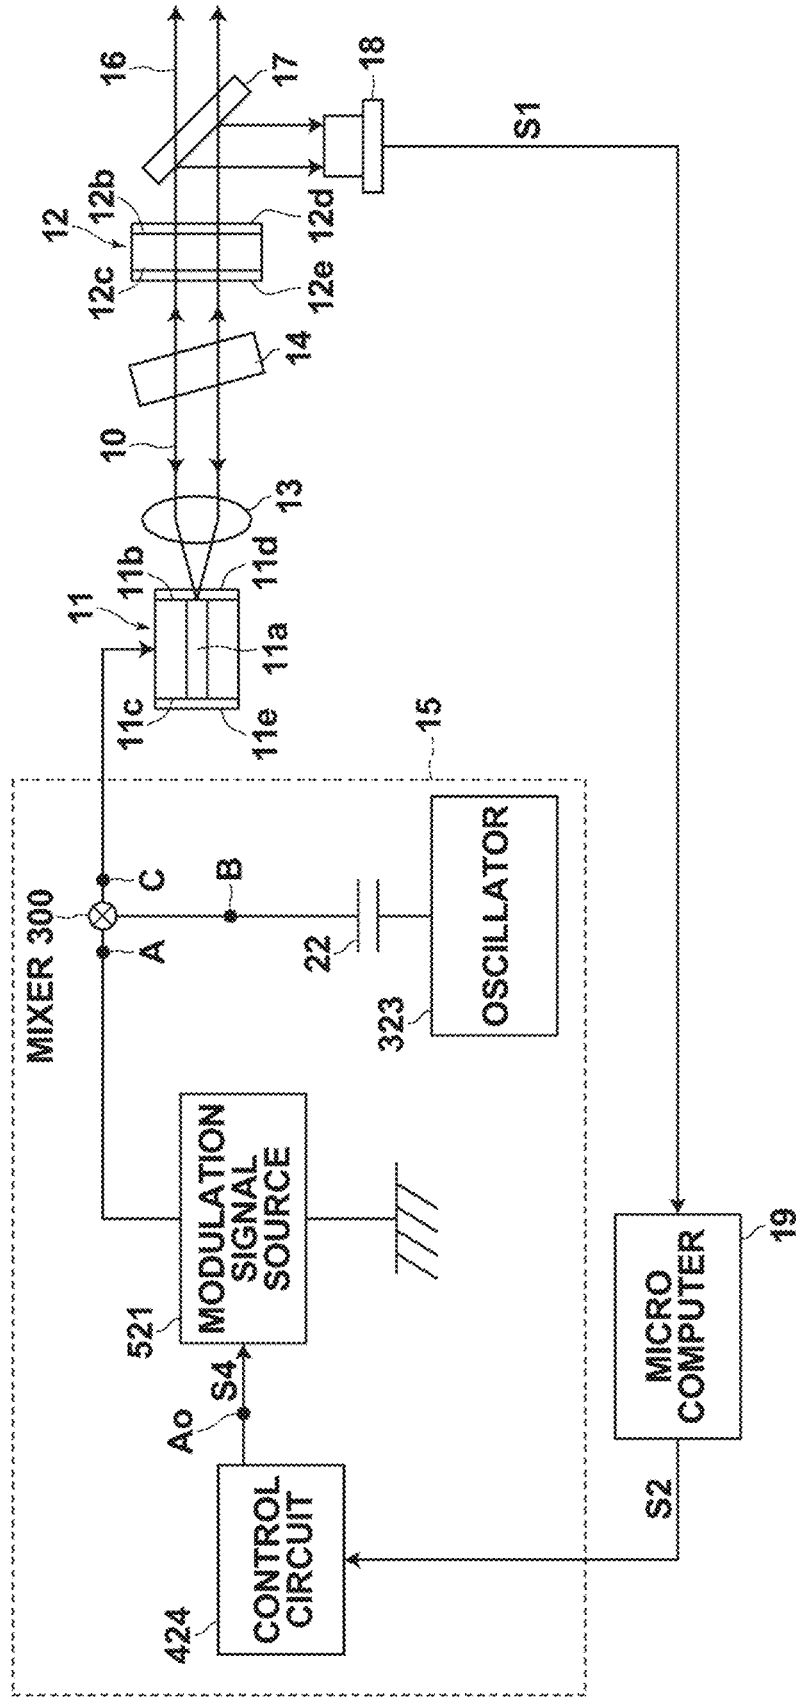 MIXER 300
A
C
B
22
323
OSCILLATOR
15
521
MODULATION
SIGNAL
SOURCE
S4
Ao
424
CONTROL
CIRCUIT
11
11c
11b
11e
11a
11d
13
10
14
12
12c
12b
12e
12d
16
17
18
S1
MICRO
COMPUTER
19
S2